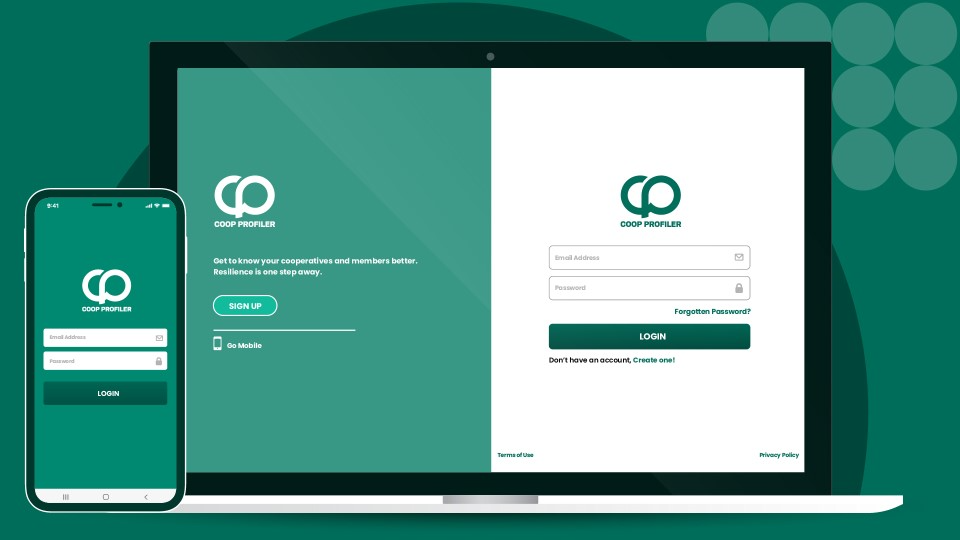 COOP PROFILER
Get to know your cooperatives and members better.
Resilience is one step away.
SIGN UP
Go Mobile
COOP PROFILER
Email Address
Password
Forgotten Password?
LOGIN
Don't have an account, Create one!
Terms of Use
Privacy Policy
9:41
COOP PROFILER
Email Address
Password
LOGIN